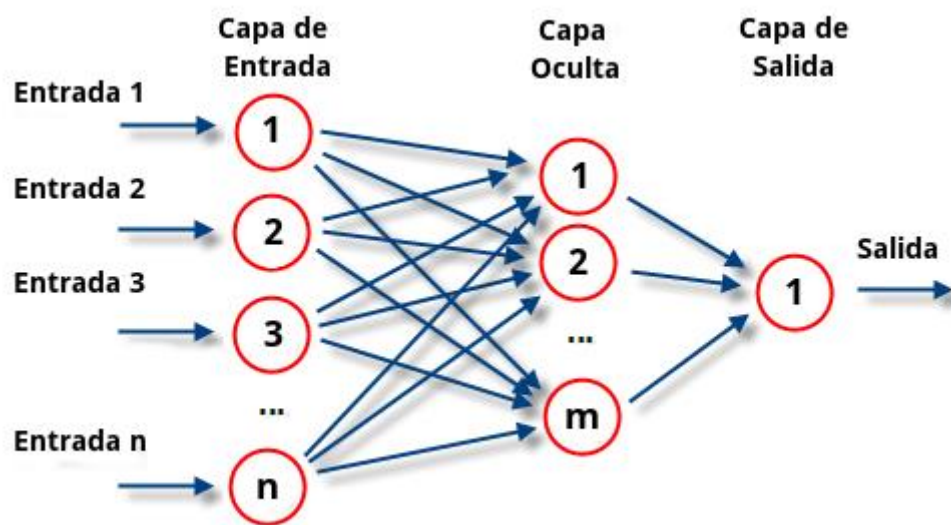 Capa de
Entrada
Capa
Oculta
Capa de
Salida
Entrada 1
1
Entrada 2
2
Entrada 3
3
...
Entrada n
n
1
2
...
m
1
Salida